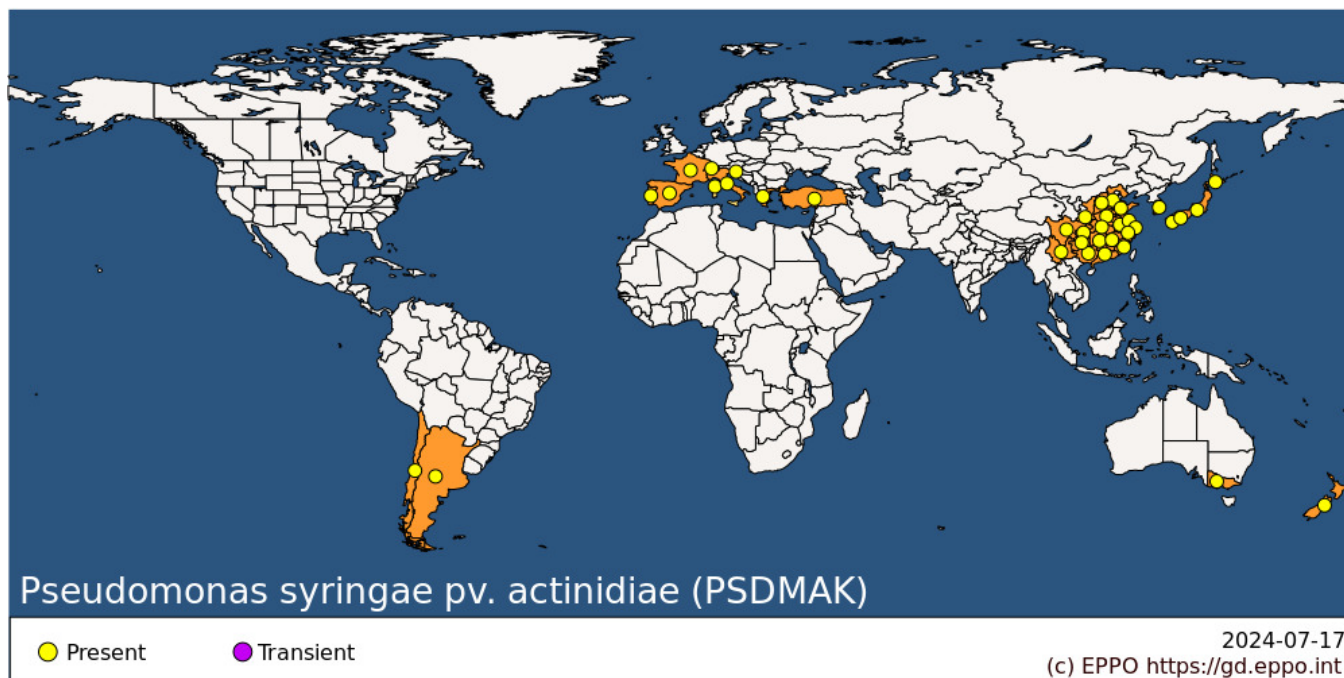 Pseudomonas syringae pv. actinidiae (PSDMAK)
Present
Transient
2024-07-17
(c) EPPO https://gd.eppo.int